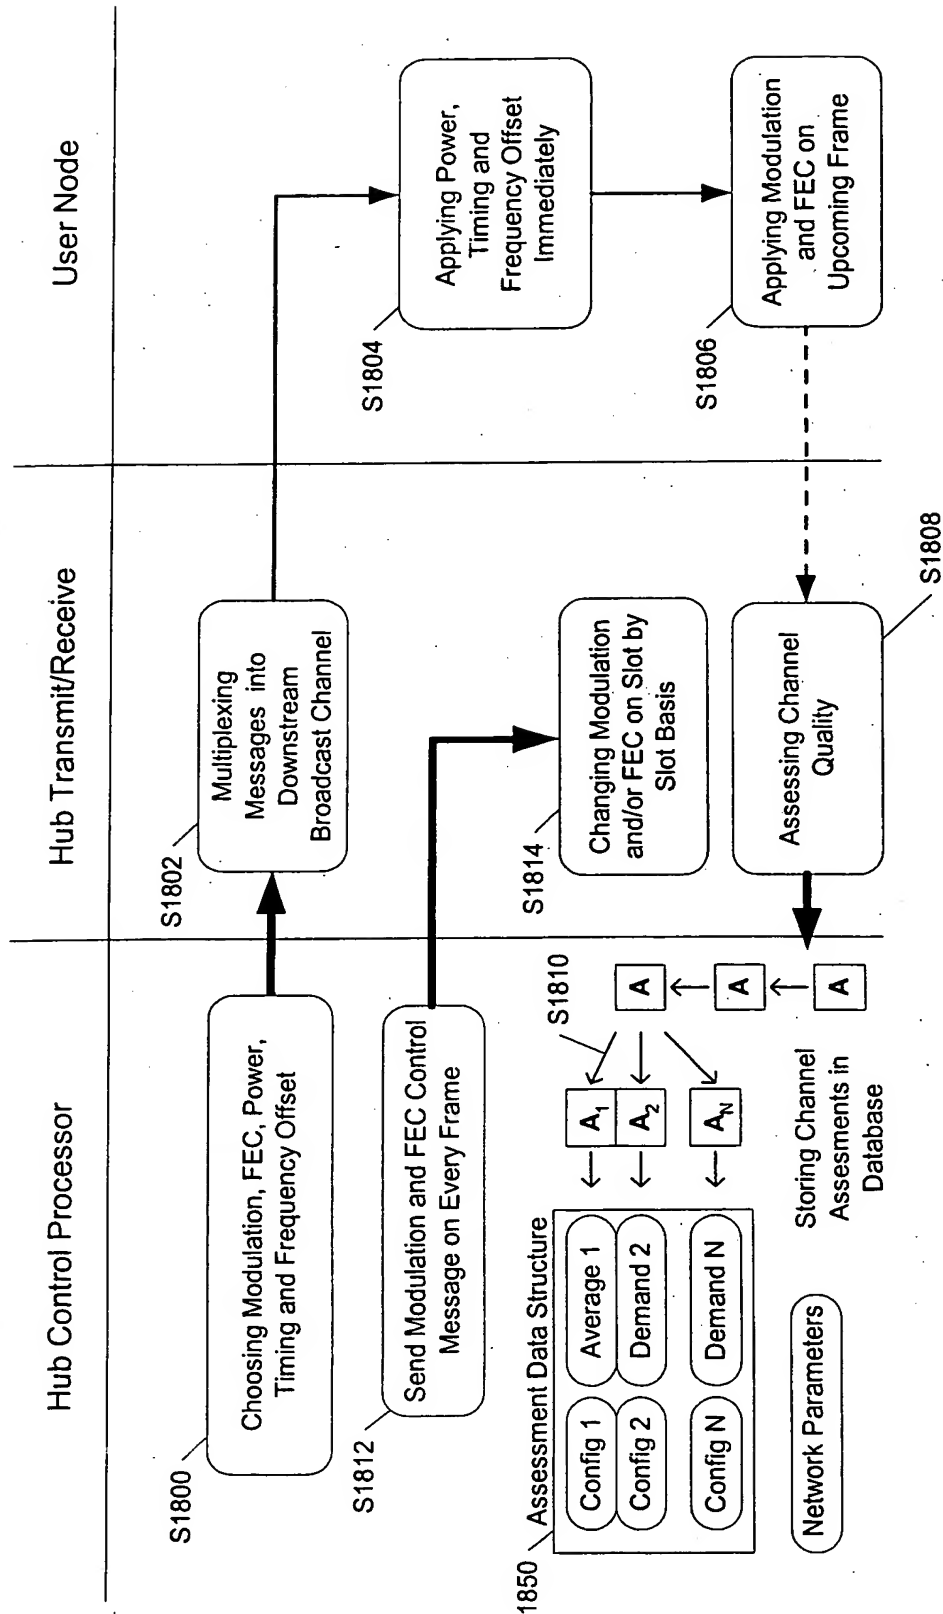 Hub Control Processor
Hub Transmit/Receive
User Node
S1800
Choosing Modulation, FEC, Power,
Timing and Frequency Offset
S1802
Multiplexing
Messages into
Downstream
Broadcast Channel
S1804
Applying Power,
Timing and
Frequency Offset
Immediately
S1812
Send Modulation and FEC Control
Message on Every Frame
S1814
Changing Modulation
and/or FEC on Slot by
Slot Basis
S1806
Applying Modulation
and FEC on
Upcoming Frame
S1808
Assessing Channel
Quality
1850
Assessment Data Structure
Config 1
Average 1
Config 2
Demand 2
Config N
Demand N
S1810
A1
A2
AN
A
A
A
Storing Channel
Assesments in
Database
Network Parameters